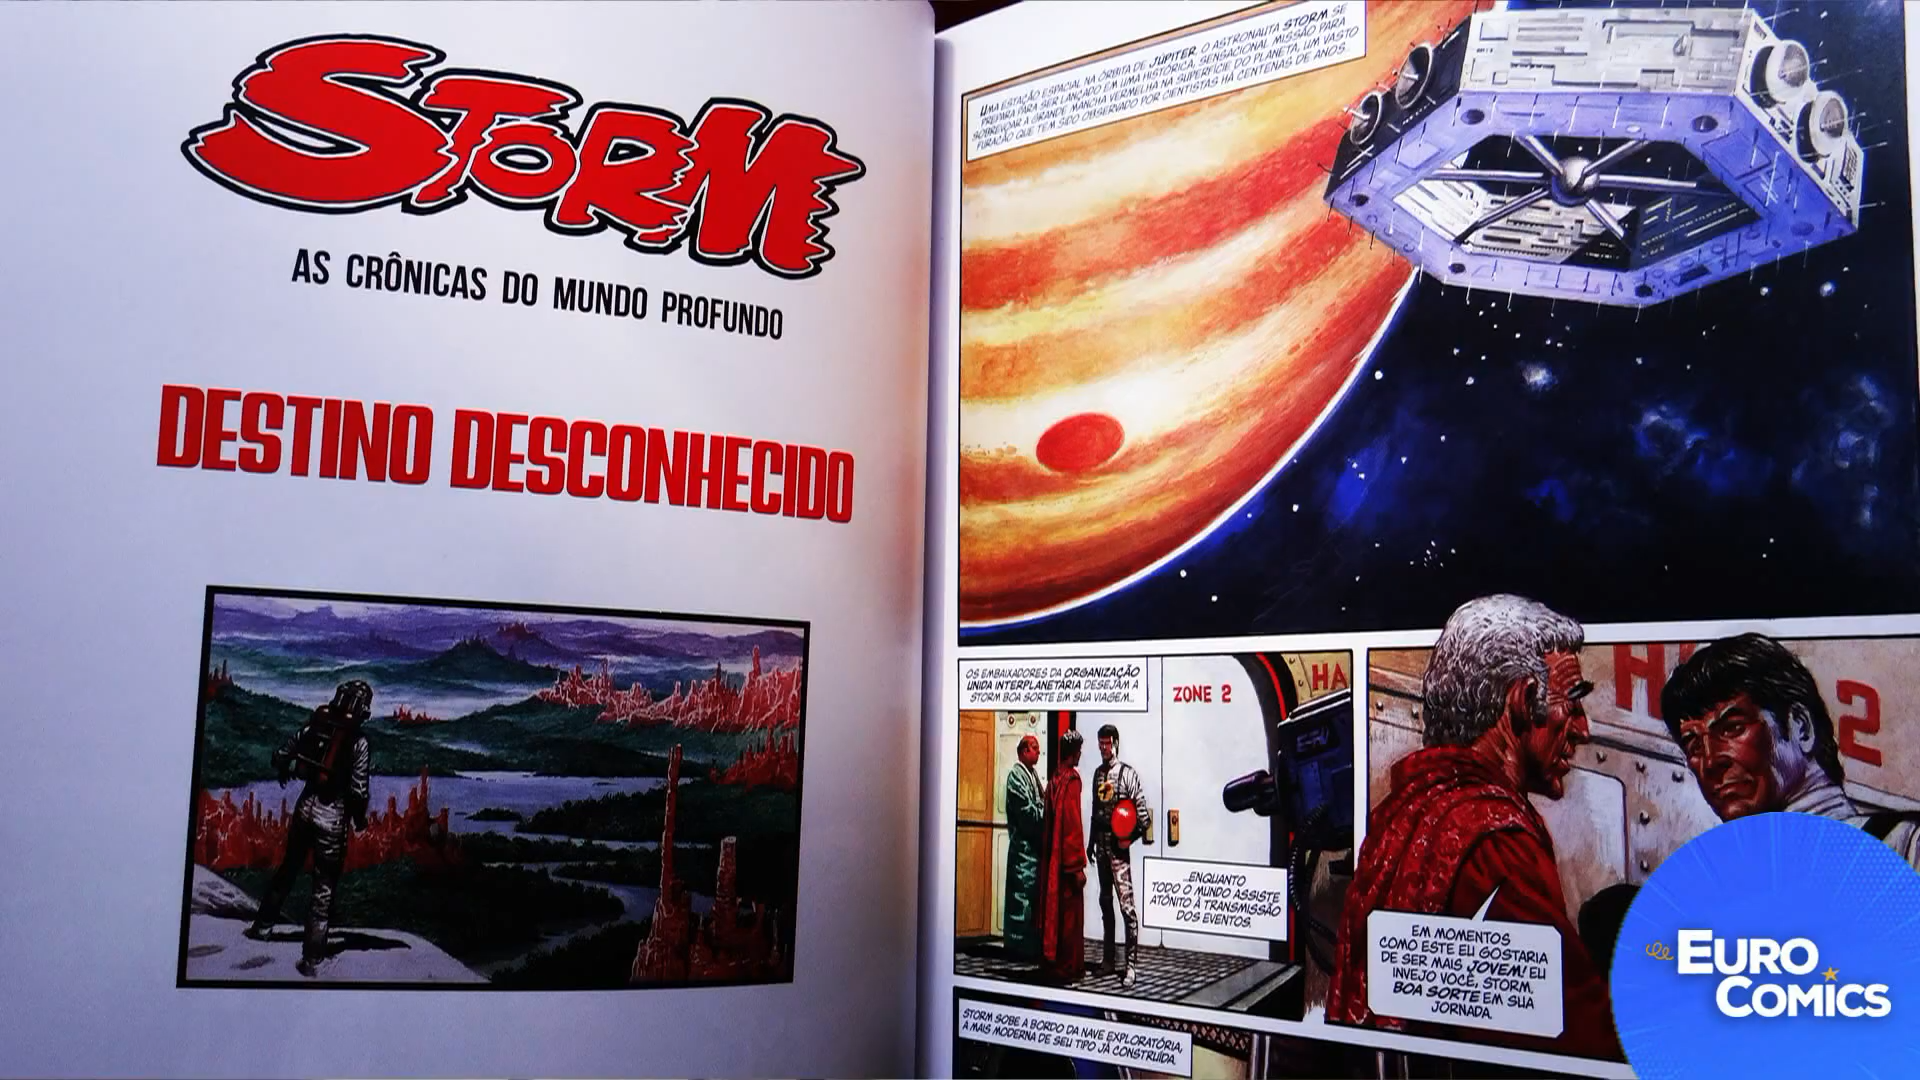 STORM
AS CRÔNICAS DO MUNDO PROFUNDO
DESTINO DESCONHECIDO
UMA ESTAÇÃO ESPACIAL NA ÓRBITA DE JÚPITER. O ASTRONAUTA STORM SE
PREPARA PARA SER LANÇADO EM UMA HISTÓRICA, SENSACIONAL MISSÃO PARA
SOBREVOAR A GRANDE MANCHA VERMELHA NA SUPERFÍCIE DO PLANETA, UM VASTO
FURACÃO QUE TEM SIDO OBSERVADO POR CIENTISTAS HÁ CENTENAS DE ANOS.
OS EMBAIXADORES DA ORGANIZAÇÃO
UNIDA INTERPLANETÁRIA DESEJAM A
STORM BOA SORTE EM SUA VIAGEM...
ZONE 2
HA
...ENQUANTO
TODO O MUNDO ASSISTE
ATÔNITO À TRANSMISSÃO
DOS EVENTOS.
H
2
EM MOMENTOS
COMO ESTE EU GOSTARIA
DE SER MAIS JOVEM! EU
INVEJO VOCÊ, STORM.
BOA SORTE EM SUA
JORNADA.
STORM SOBE A BORDO DA NAVE EXPLORATÓRIA,
A MAIS MODERNA DE SEU TIPO JÁ CONSTRUÍDA.
EURO
COMICS